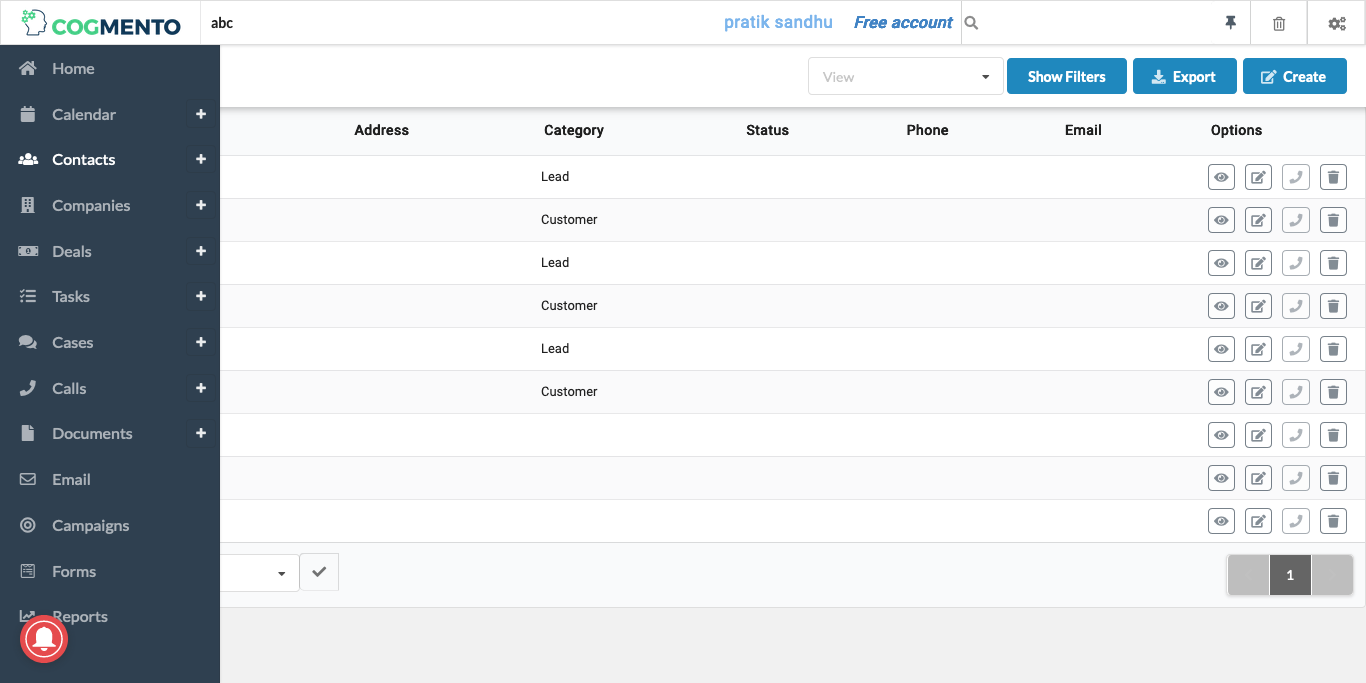 COGMENTO
abc
pratik sandhu
Free account
Home
Calendar
Contacts
Companies
Deals
Tasks
Cases
Calls
Documents
Email
Campaigns
Forms
Reports
View
Show Filters
Export
Create
Address Category Status Phone Email Options
Lead
Customer
Lead
Customer
Lead
Customer
1